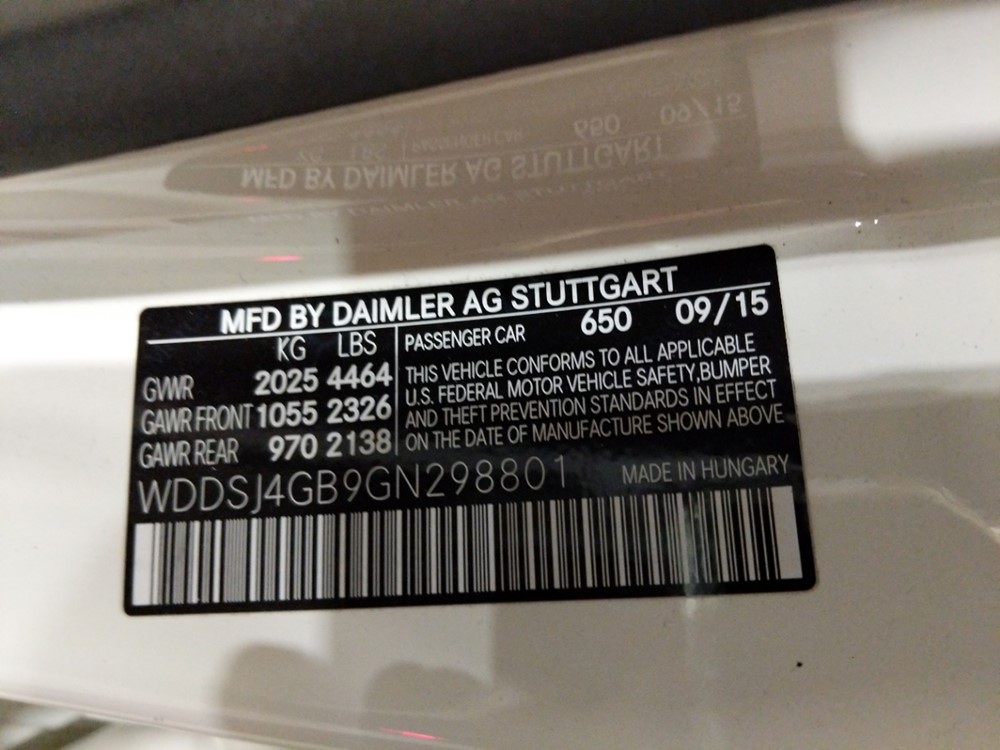 MFD BY DAIMLER AG STUTTGART
KG LBS
GVWR 2025 4464
GAWR FRONT 1055 2326
GAWR REAR 970 2138
PASSENGER CAR 650 09/15
THIS VEHICLE CONFORMS TO ALL APPLICABLE
U.S. FEDERAL MOTOR VEHICLE SAFETY,BUMPER
AND THEFT PREVENTION STANDARDS IN EFFECT
ON THE DATE OF MANUFACTURE SHOWN ABOVE
WDDSJ4GB9GN298801
MADE IN HUNGARY